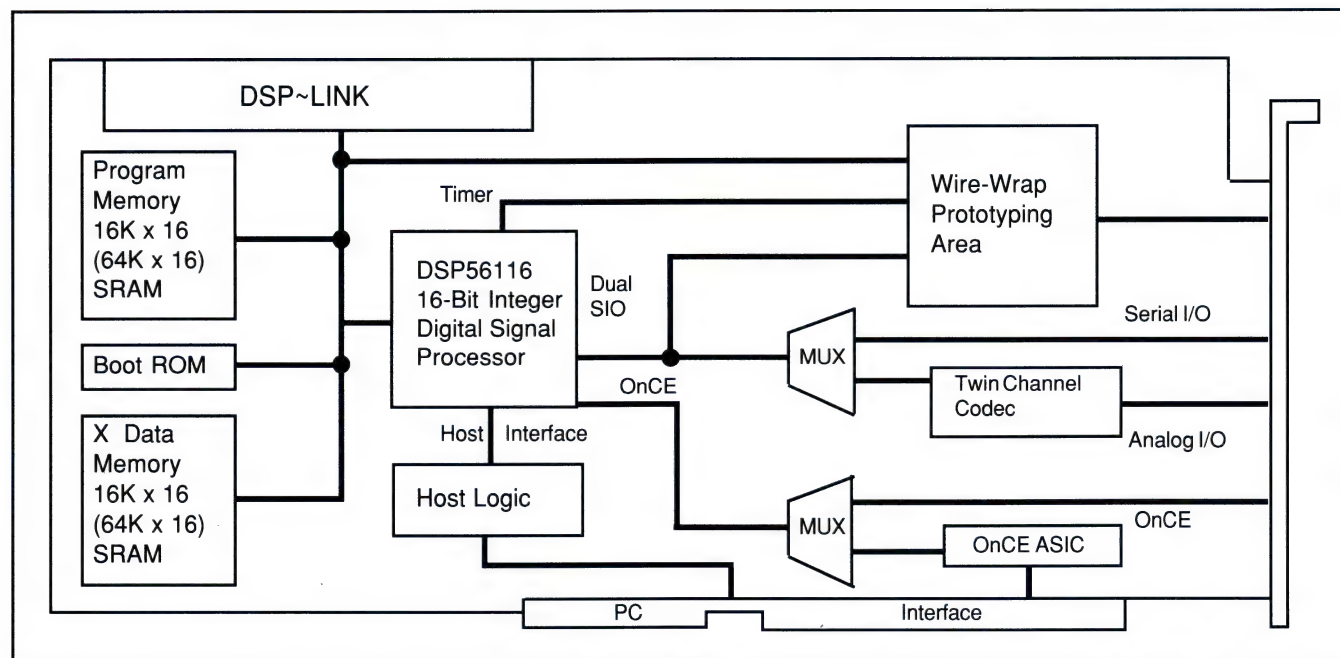 DSP~LINK
Program
Memory
16K x 16
(64K x 16)
SRAM
Boot ROM
X Data
Memory
16K x 16
(64K x 16)
SRAM
Timer
DSP56116
16-Bit Integer
Digital Signal
Processor
Dual
SIO
OnCE
Host Interface
Host Logic
Wire-Wrap
Prototyping
Area
MUX
Serial I/O
Twin Channel
Codec
Analog I/O
MUX
OnCE
OnCE ASIC
PC Interface